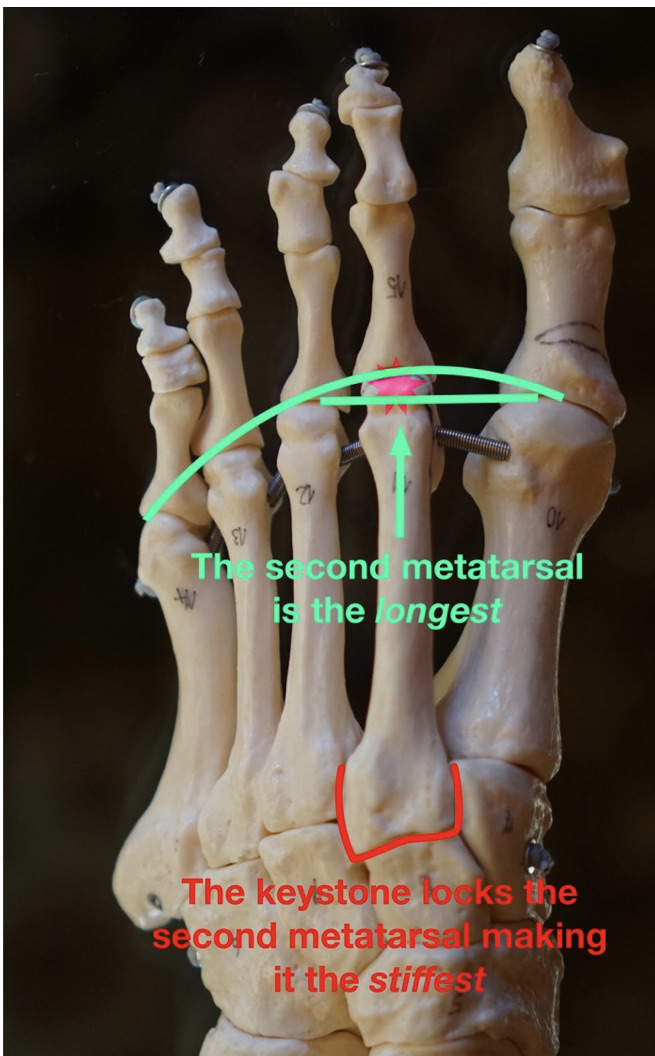 The second metatarsal
is the longest
The keystone locks the
second metatarsal making
it the stiffest